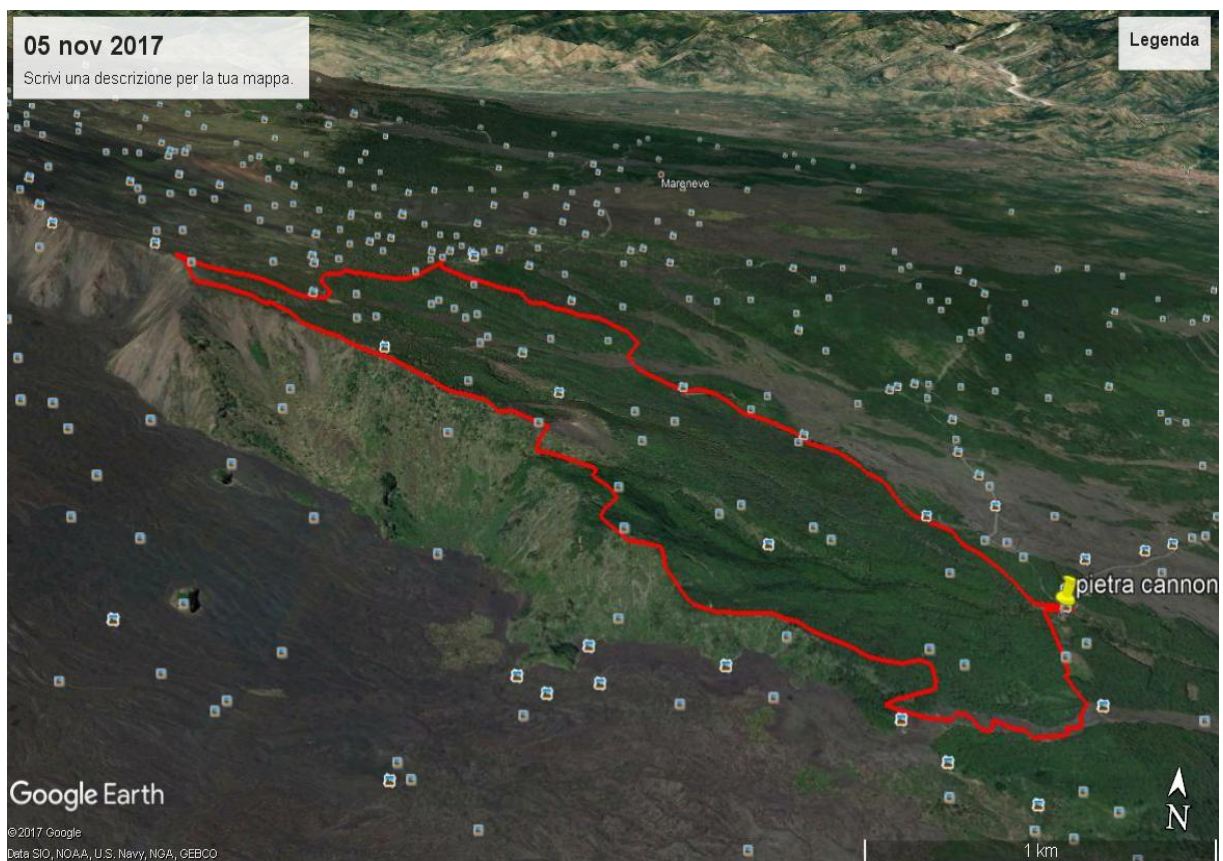 05 nov 2017
Scrivi una descrizione per la tua mappa.
Legenda
Mareneve
pietra cannon
Google Earth
N
©2017 Google
Data SIO, NOAA, U.S. Navy, NGA, GEBCO
1 km